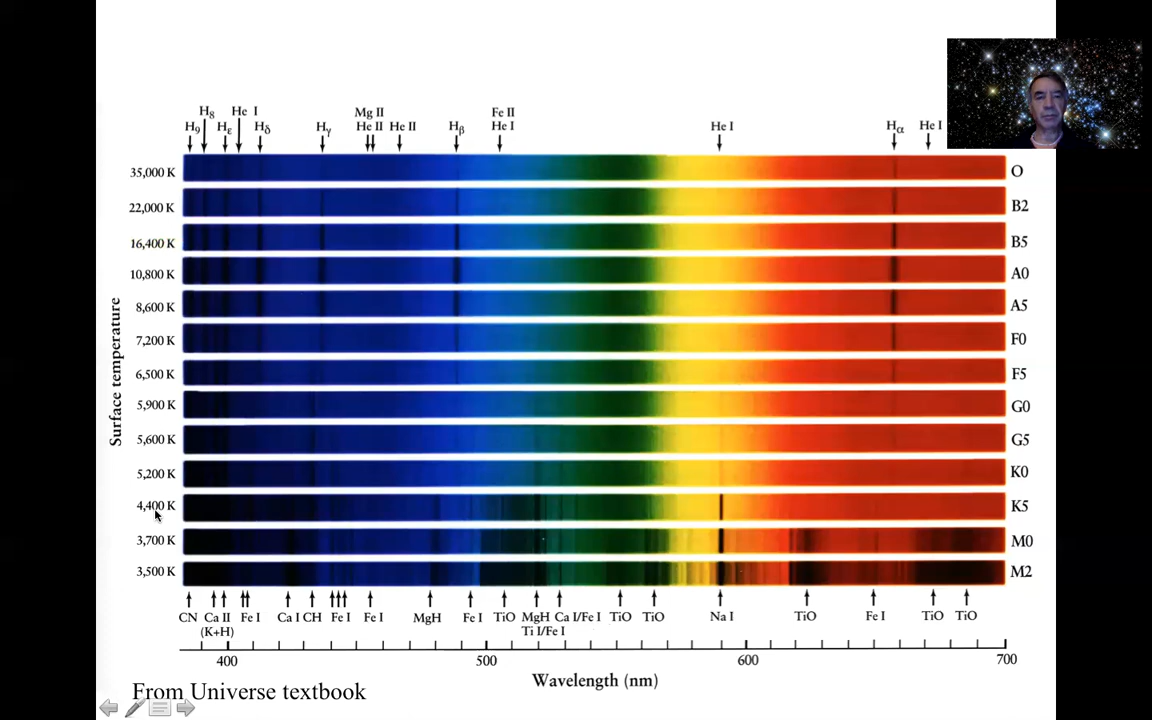 H8 He I Mg II Fe II
H9 Hε Hδ Hγ He II He II Hβ He I He I Hα He I
35,000 K O
22,000 K B2
16,400 K B5
10,800 K A0
8,600 K A5
7,200 K F0
6,500 K F5
5,900 K G0
5,600 K G5
5,200 K K0
4,400 K K5
3,700 K M0
3,500 K M2
Surface temperature
CN Ca II Fe I Ca I CH Fe I Fe I MgH Fe I TiO MgH Ca I/Fe I TiO TiO Na I TiO Fe I TiO TiO
(K+H) Ti I/Fe I
400 500 600 700
Wavelength (nm)
From Universe textbook